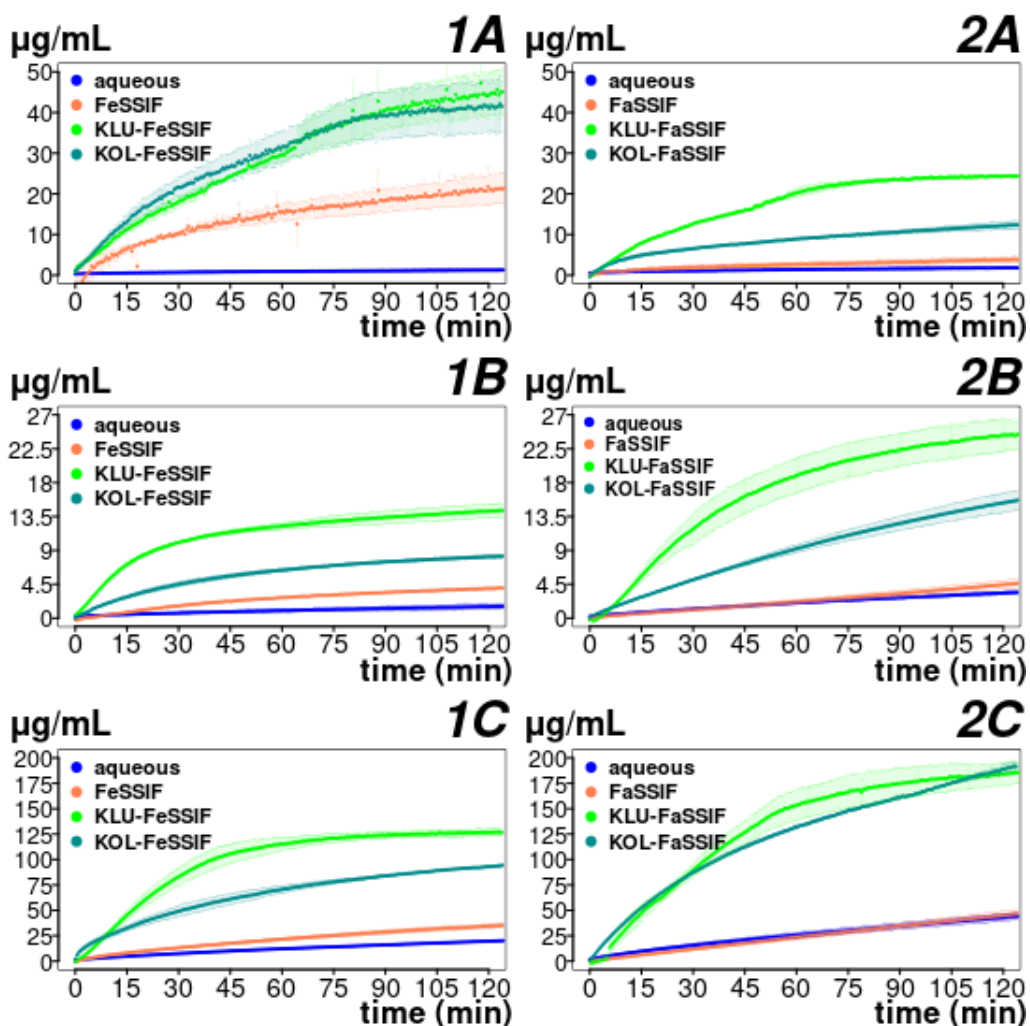 µg/mL 1A
50
40
30
20
10
0
aqueous
FeSSIF
KLU-FeSSIF
KOL-FeSSIF
0 15 30 45 60 75 90 105 120
time (min)
µg/mL 2A
50
40
30
20
10
0
aqueous
FaSSIF
KLU-FaSSIF
KOL-FaSSIF
0 15 30 45 60 75 90 105 120
time (min)
µg/mL 1B
27
22.5
18
13.5
9
4.5
0
aqueous
FeSSIF
KLU-FeSSIF
KOL-FeSSIF
0 15 30 45 60 75 90 105 120
time (min)
µg/mL 2B
27
22.5
18
13.5
9
4.5
0
aqueous
FaSSIF
KLU-FaSSIF
KOL-FaSSIF
0 15 30 45 60 75 90 105 120
time (min)
µg/mL 1C
200
175
150
125
100
75
50
25
0
aqueous
FeSSIF
KLU-FeSSIF
KOL-FeSSIF
0 15 30 45 60 75 90 105 120
time (min)
µg/mL 2C
200
175
150
125
100
75
50
25
0
aqueous
FaSSIF
KLU-FaSSIF
KOL-FaSSIF
0 15 30 45 60 75 90 105 120
time (min)